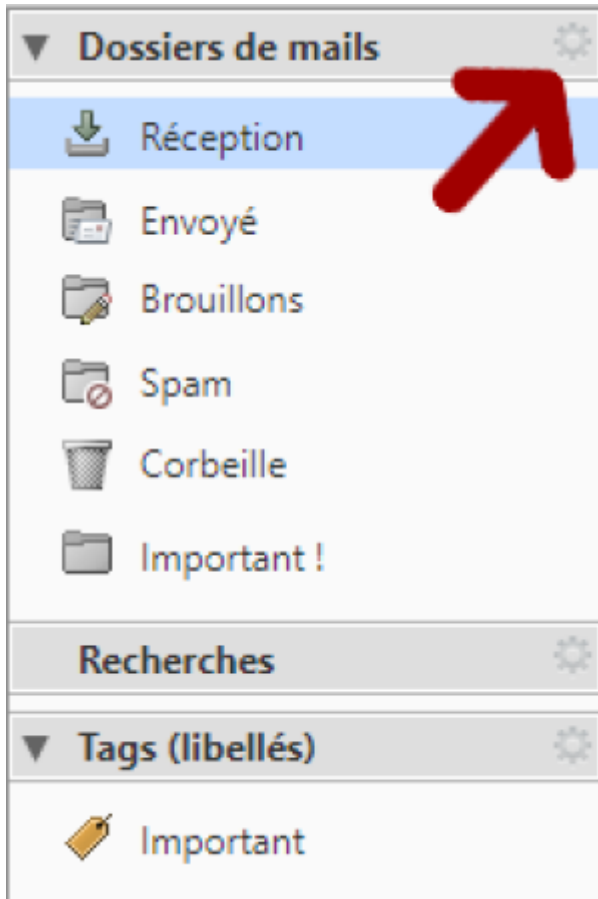 Dossiers de mails
Réception
Envoyé
Brouillons
Spam
Corbeille
Important !
Recherches
Tags (libellés)
Important